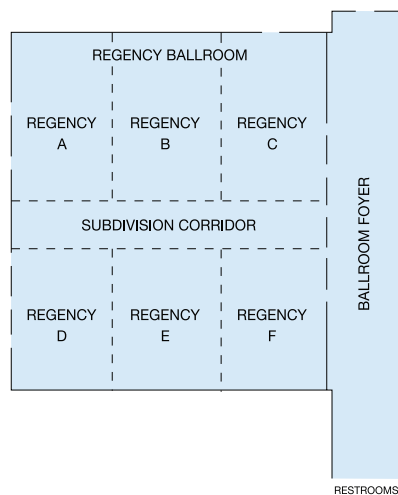 REGENCY BALLROOM
REGENCY
A
REGENCY
B
REGENCY
C
SUBDIVISION CORRIDOR
REGENCY
D
REGENCY
E
REGENCY
F
BALLROOM FOYER
RESTROOMS